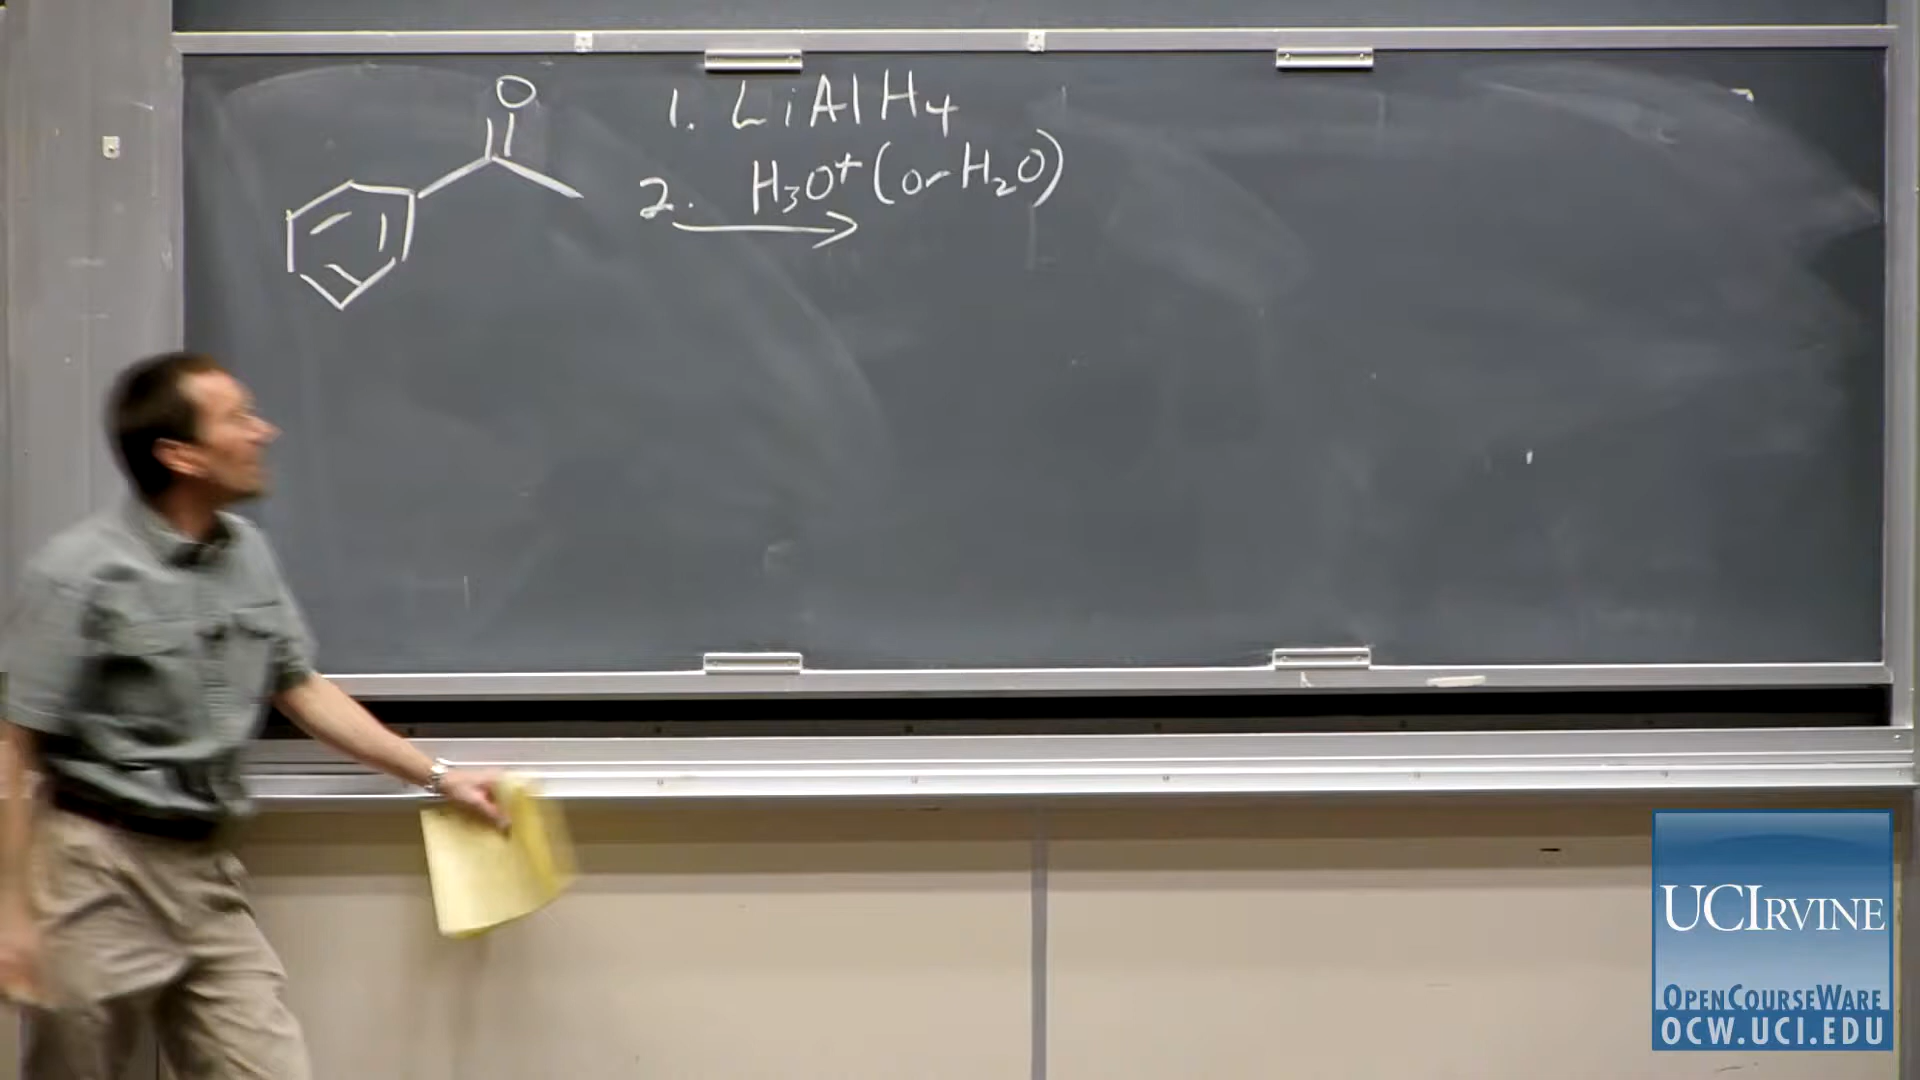 O
1. LiAlH4
2. H3O+ (or H2O)
UCIRVINE
OPENCOURSEWARE
OCW.UCI.EDU